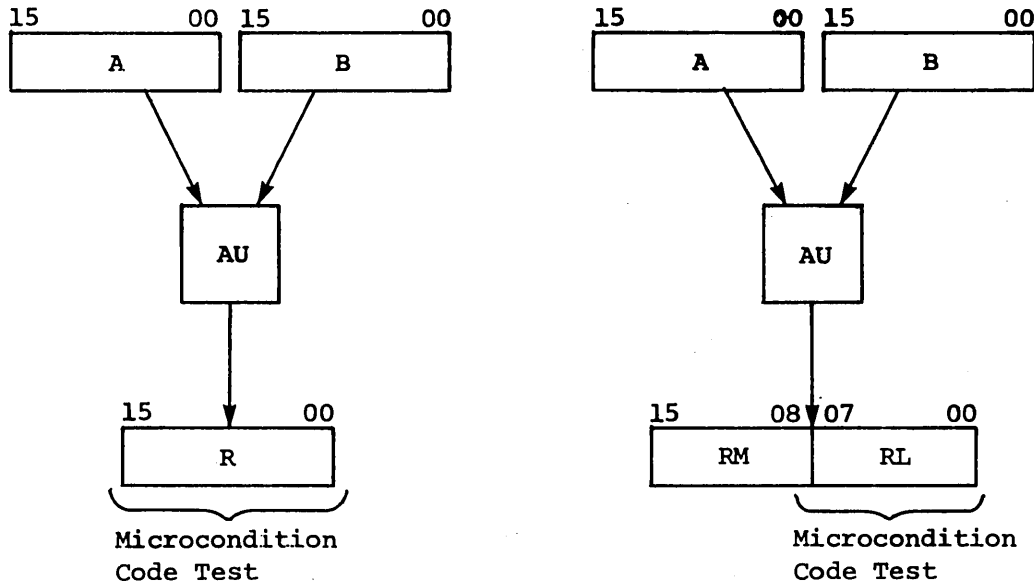 15 00 15 00
A B
AU
15 00
R
Microcondition
Code Test
15 00 15 00
A B
AU
15 08 07 00
RM RL
Microcondition
Code Test